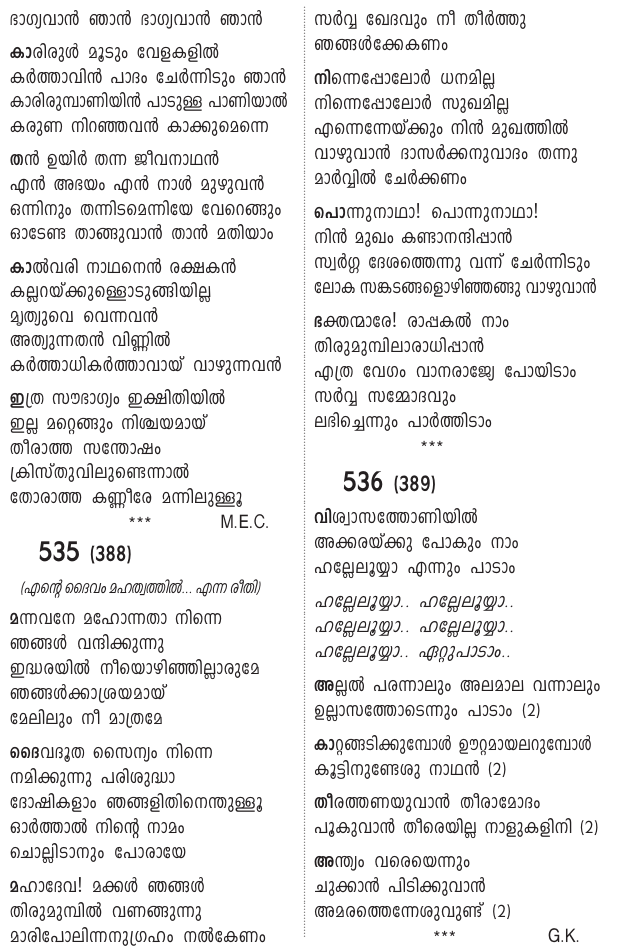 ഭാഗ്യവാൻ ഞാൻ ഭാഗ്യവാൻ ഞാൻ
കാരിരുൾ മൂടും വേളകളിൽ
കർത്താവിൻ പാദം ചേർന്നിടും ഞാൻ
കാരിരുമ്പാണിയിൻ പാടുള്ള പാണിയാൽ
കരുണ നിറഞ്ഞവൻ കാക്കുമെന്നെ
തൻ ഉയിർ തന്ന ജീവനാഥൻ
എൻ അഭയം എൻ നാൾ മുഴുവൻ
ഒന്നിനും തന്നിടമെന്നിയേ വേറെങ്ങും
ഓടേണ്ട താങ്ങുവാൻ താൻ മതിയാം
കാൽവരി നാഥനെൻ രക്ഷകൻ
കല്ലറയ്ക്കുള്ളൊടുങ്ങിയില്ല
മൃത്യുവെ വെന്നവൻ
അത്യുന്നതൻ വിണ്ണിൽ
കർത്താധികർത്താവായ് വാഴുന്നവൻ
ഇത്ര സൗഭാഗ്യം ഇക്ഷിതിയിൽ
ഇല്ല മറ്റെങ്ങും നിശ്ചയമായ്
തീരാത്ത സന്തോഷം
ക്രിസ്തുവിലുണ്ടെന്നാൽ
തോരാത്ത കണ്ണീരേ മന്നിലുള്ളൂ
*** M.E.C.
535 (388)
(എന്റെ ദൈവം മഹത്വത്തിൽ... എന്ന രീതി)
മന്നവനേ മഹോന്നതാ നിന്നെ
ഞങ്ങൾ വന്ദിക്കുന്നു
ഇദ്ധരയിൽ നീയൊഴിഞ്ഞില്ലാരുമേ
ഞങ്ങൾക്കാശ്രയമായ്
മേലിലും നീ മാത്രമേ
ദൈവദൂത സൈന്യം നിന്നെ
നമിക്കുന്നു പരിശുദ്ധാ
ദോഷികളാം ഞങ്ങളിതിനെന്തുള്ളൂ
ഓർത്താൽ നിന്റെ നാമം
ചൊല്ലിടാനും പോരായേ
മഹാദേവ! മക്കൾ ഞങ്ങൾ
തിരുമുമ്പിൽ വണങ്ങുന്നു
മാരിപോലിന്നനുഗ്രഹം നൽകേണം
സർവ്വ ഖേദവും നീ തീർത്തു
ഞങ്ങൾക്കേകണം
നിന്നെപ്പോലോർ ധനമില്ല
നിന്നെപ്പോലോർ സുഖമില്ല
എന്നെന്നേയ്ക്കും നിൻ മുഖത്തിൽ
വാഴുവാൻ ദാസർക്കനുവാദം തന്നു
മാർവ്വിൽ ചേർക്കണം
പൊന്നുനാഥാ! പൊന്നുനാഥാ!
നിൻ മുഖം കണ്ടാനന്ദിപ്പാൻ
സ്വർഗ്ഗ ദേശത്തെന്നു വന്ന് ചേർന്നിടും
ലോക സങ്കടങ്ങളൊഴിഞ്ഞങ്ങു വാഴുവാൻ
ഭക്തന്മാരേ! രാപ്പകൽ നാം
തിരുമുമ്പിലാരാധിപ്പാൻ
എത്ര വേഗം വാനരാജ്യേ പോയിടാം
സർവ്വ സമ്മോദവും
ലഭിച്ചെന്നും പാർത്തിടാം
***
536 (389)
വിശ്വാസത്തോണിയിൽ
അക്കരയ്ക്കു പോകും നാം
ഹല്ലേലൂയ്യാ എന്നും പാടാം
ഹല്ലേലൂയ്യാ.. ഹല്ലേലൂയ്യാ..
ഹല്ലേലൂയ്യാ.. ഹല്ലേലൂയ്യാ..
ഹല്ലേലൂയ്യാ.. ഏറ്റുപാടാം..
അല്ലൽ പരന്നാലും അലമാല വന്നാലും
ഉല്ലാസത്തോടെന്നും പാടാം (2)
കാറ്റങ്ങടിക്കുമ്പോൾ ഊറ്റമായലറുമ്പോൾ
കൂട്ടിനുണ്ടേശു നാഥൻ (2)
തീരത്തണയുവാൻ തീരാമോദം
പൂകുവാൻ തീരെയില്ല നാളുകളിനി (2)
അന്ത്യം വരെയെന്നും
ചുക്കാൻ പിടിക്കുവാൻ
അമരത്തെന്നേശുവുണ്ട് (2)
*** G.K.